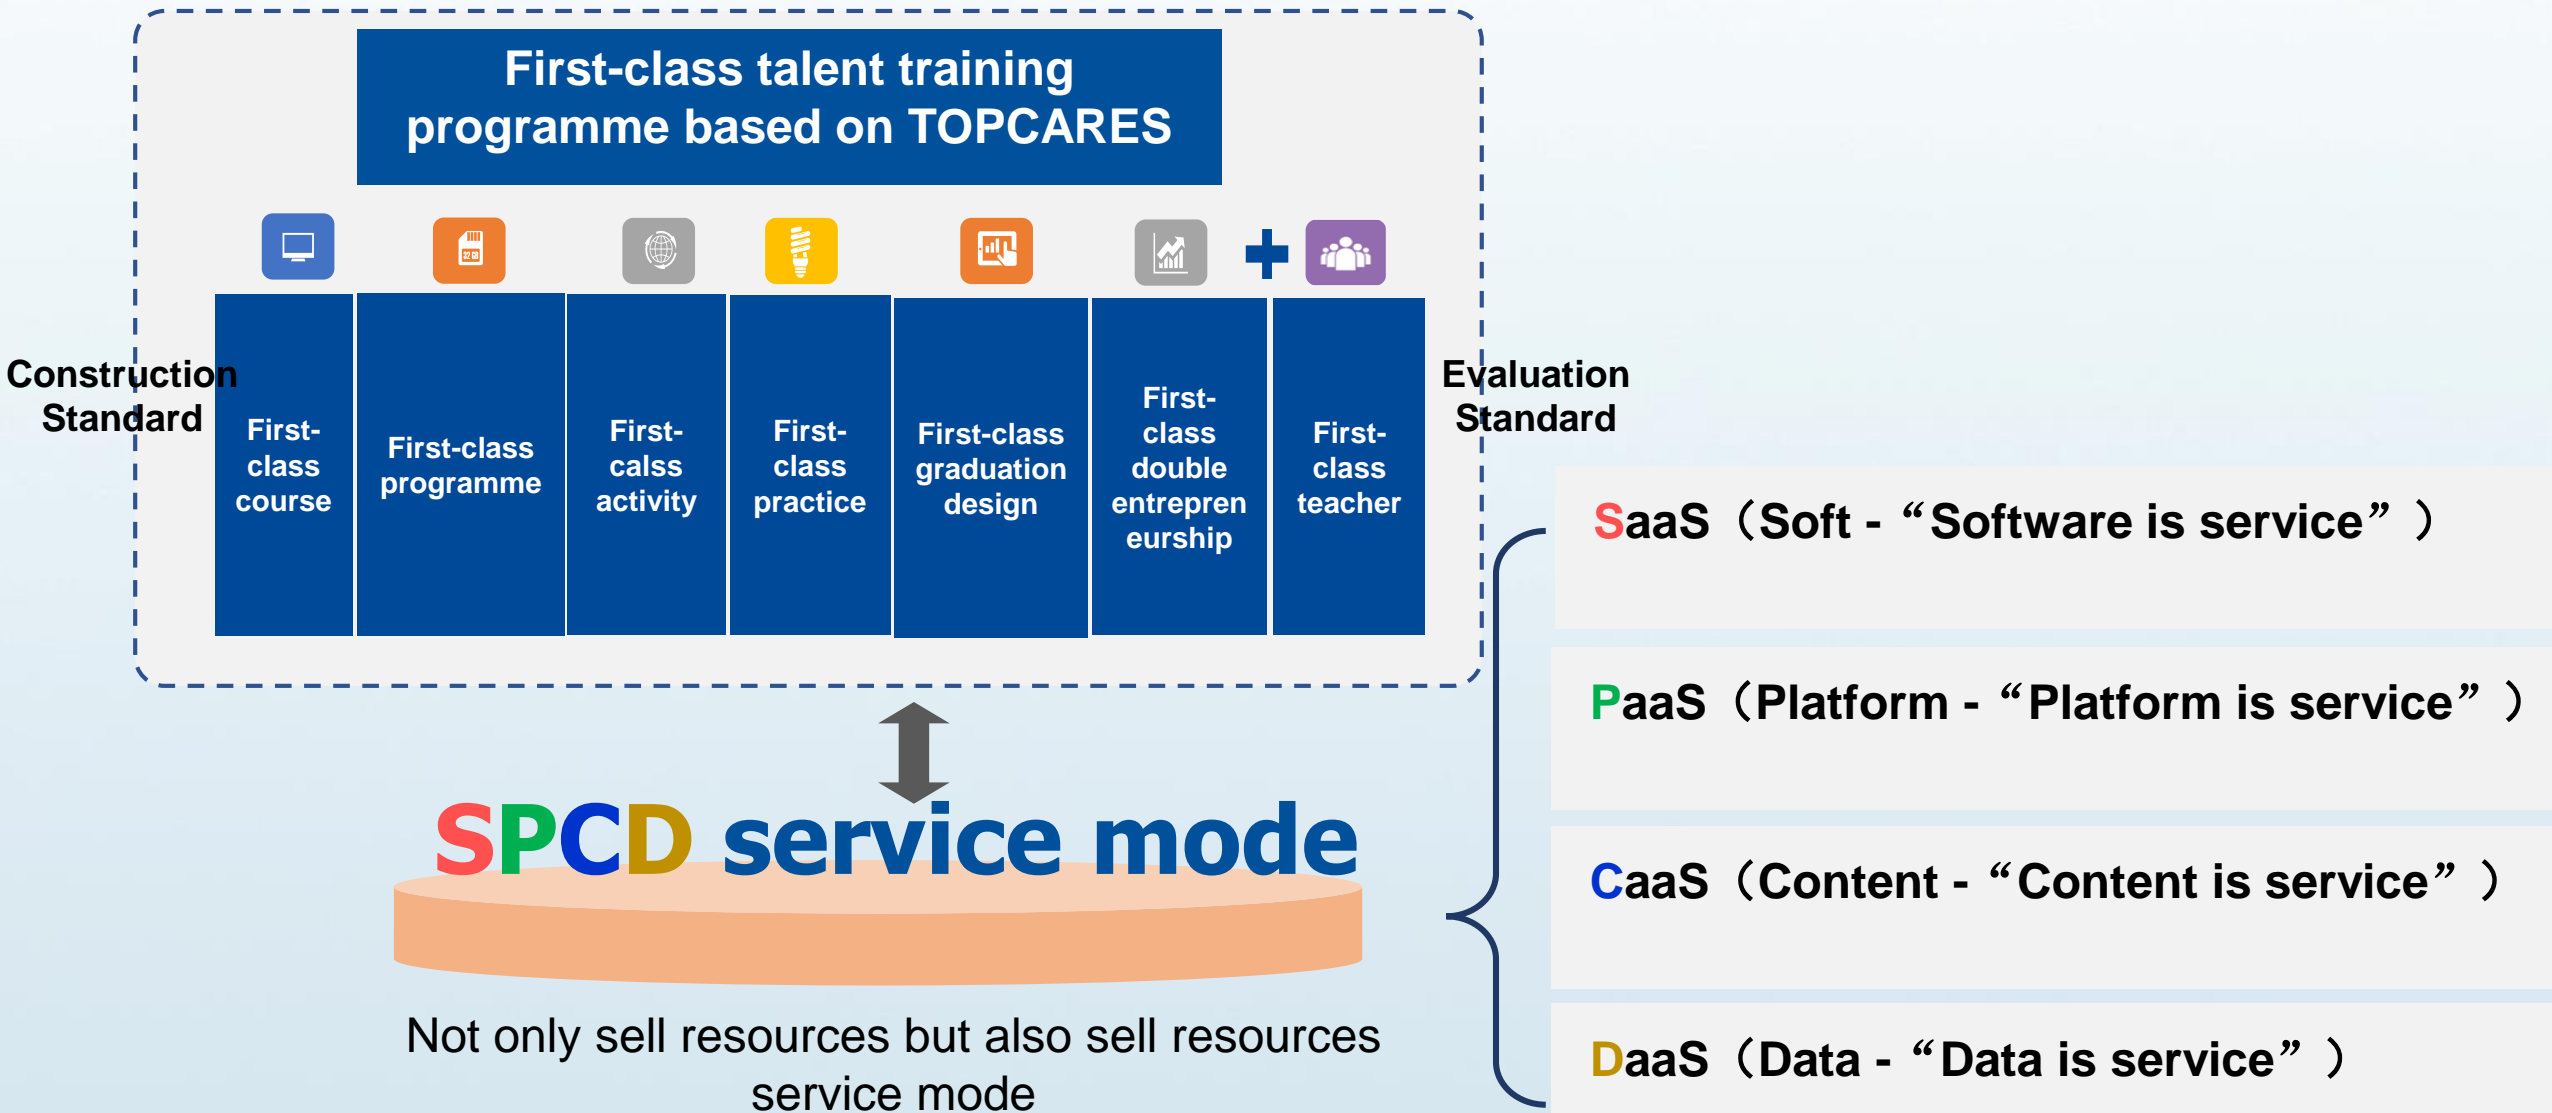 First-class talent training
programme based on TOPCARES
32 GB
Construction
Standard
First-
class
course
First-class
programme
First-
calss
activity
First-
class
practice
First-class
graduation
design
First-
class
double
entrepren
eurship
First-
class
teacher
Evaluation
Standard
SPCD service mode
Not only sell resources but also sell resources
service mode
SaaS（Soft -“Software is service”）
PaaS（Platform -“Platform is service”）
CaaS（Content -“Content is service”）
DaaS（Data -“Data is service”）